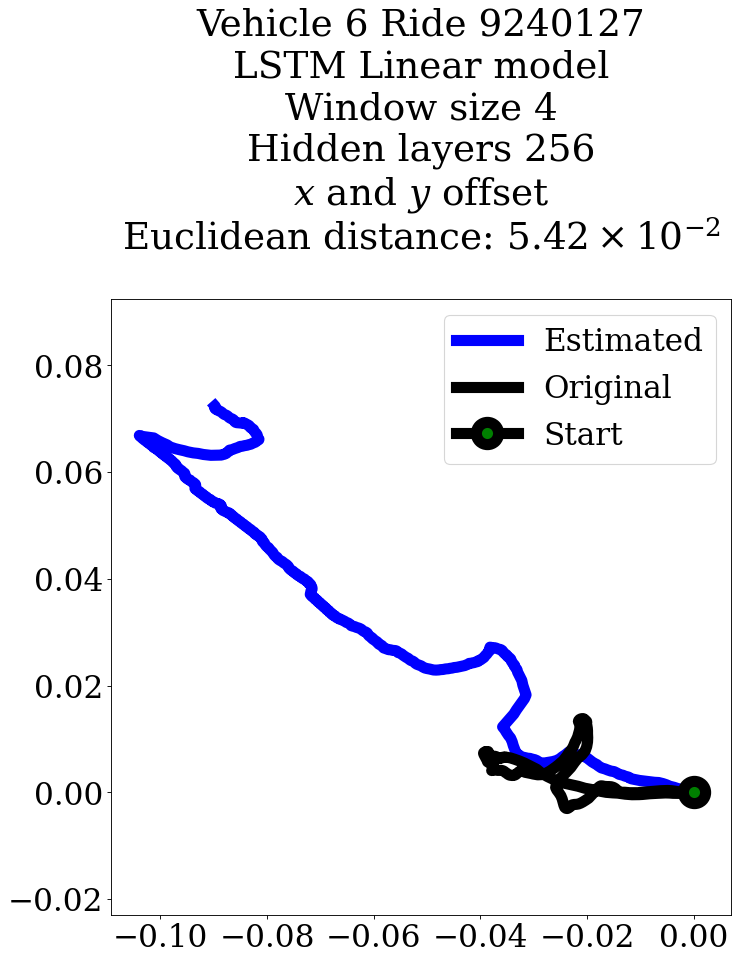 Vehicle 6 Ride 9240127
LSTM Linear model
Window size 4
Hidden layers 256
x and y offset
Euclidean distance: 5.42 × 10⁻²
Estimated
Original
Start
0.08
0.06
0.04
0.02
0.00
−0.02
−0.10 −0.08 −0.06 −0.04 −0.02 0.00